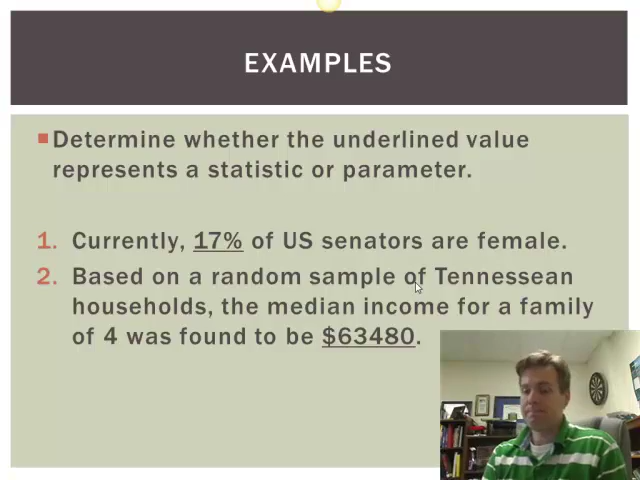 EXAMPLES
Determine whether the underlined value
represents a statistic or parameter.
1. Currently, 17% of US senators are female.
2. Based on a random sample of Tennessean
households, the median income for a family
of 4 was found to be $63480.